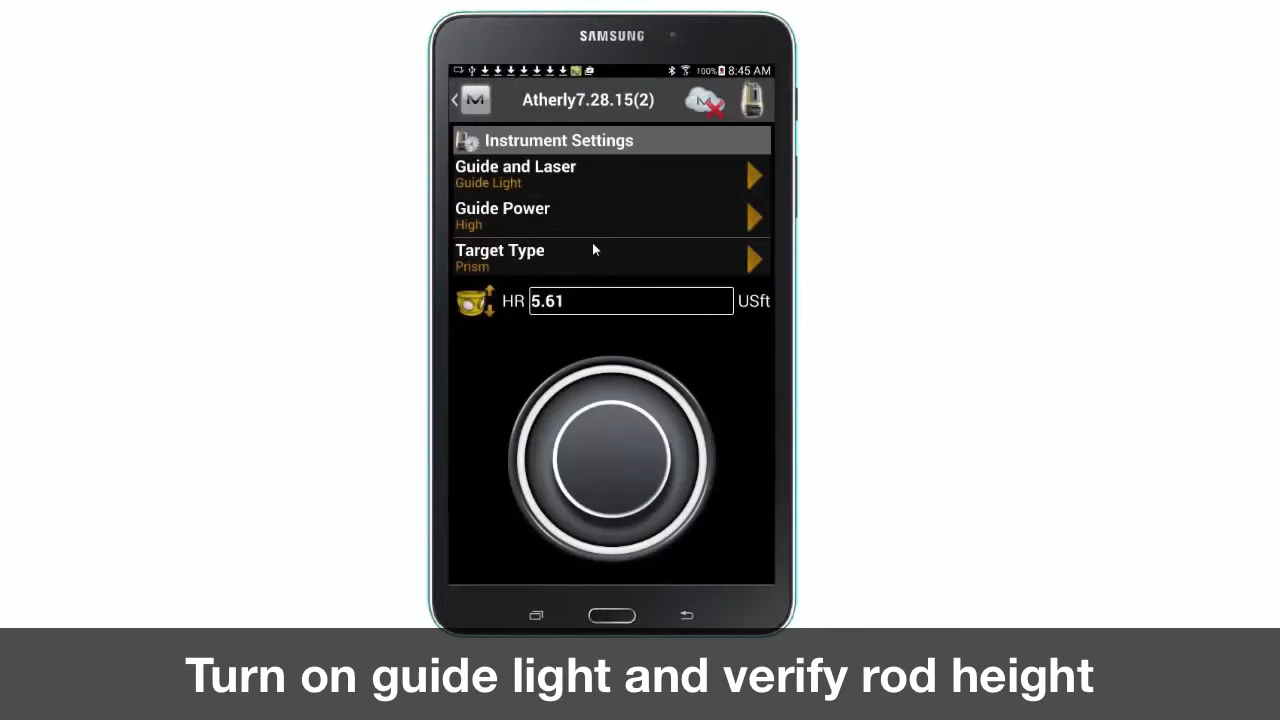 SAMSUNG
100% 8:45 AM
M Atherly7.28.15(2) M
Instrument Settings
Guide and Laser
Guide Light
Guide Power
High
Target Type
Prism
HR 5.61 USft
Turn on guide light and verify rod height